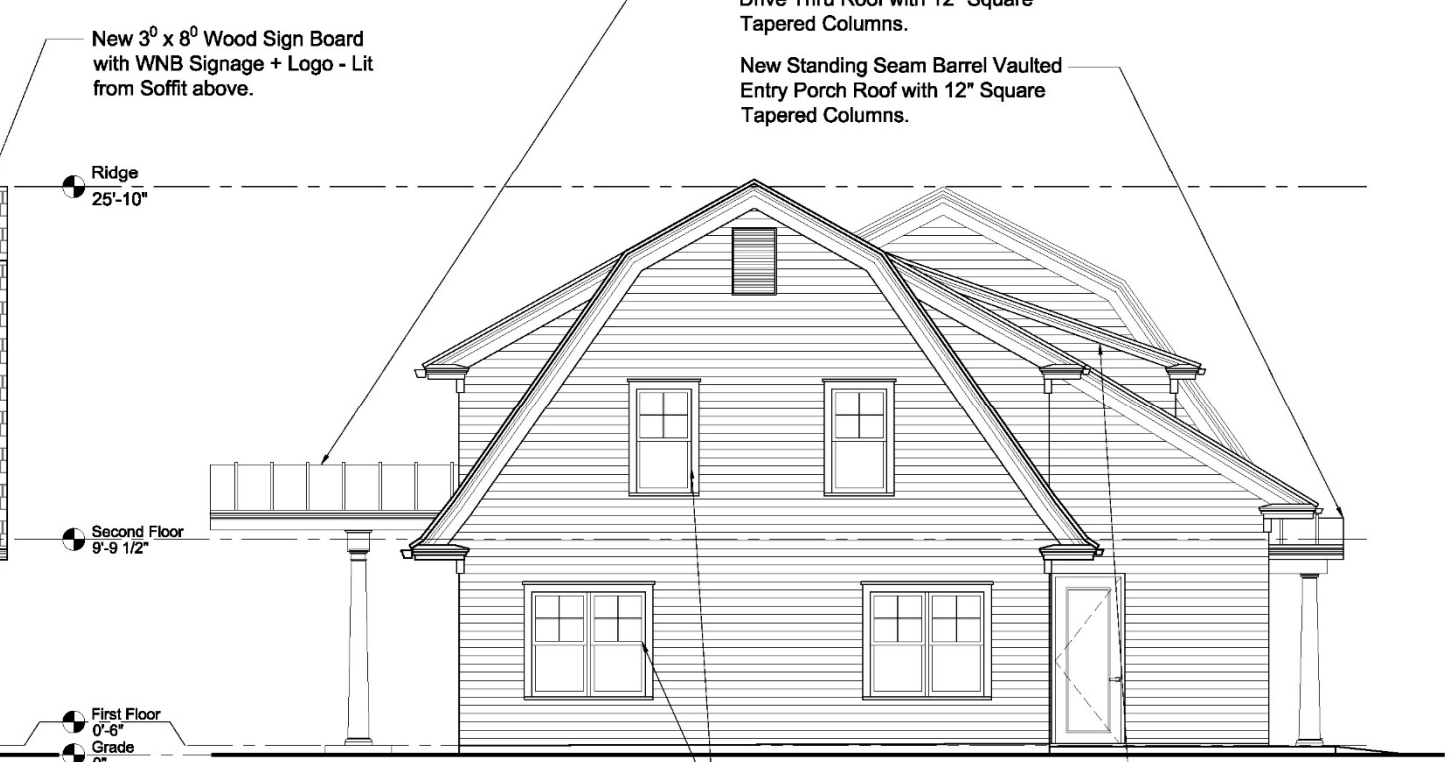 New 3⁰ x 8⁰ Wood Sign Board
with WNB Signage + Logo - Lit
from Soffit above.
Drive Thru Roof with 12" Square
Tapered Columns.
New Standing Seam Barrel Vaulted
Entry Porch Roof with 12" Square
Tapered Columns.
Ridge
25'-10"
Second Floor
9'-9 1/2"
First Floor
0'-6"
Grade
0"